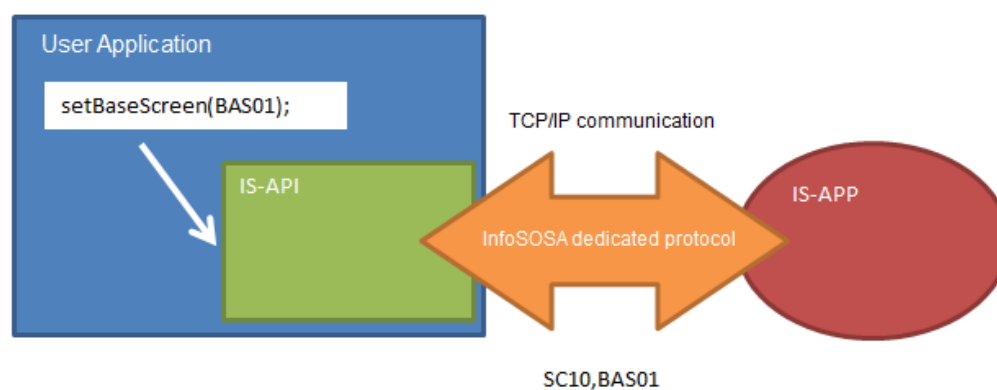 User Application
setBaseScreen(BAS01);
TCP/IP communication
IS-API
IS-APP
InfoSOSA dedicated protocol
SC10,BAS01